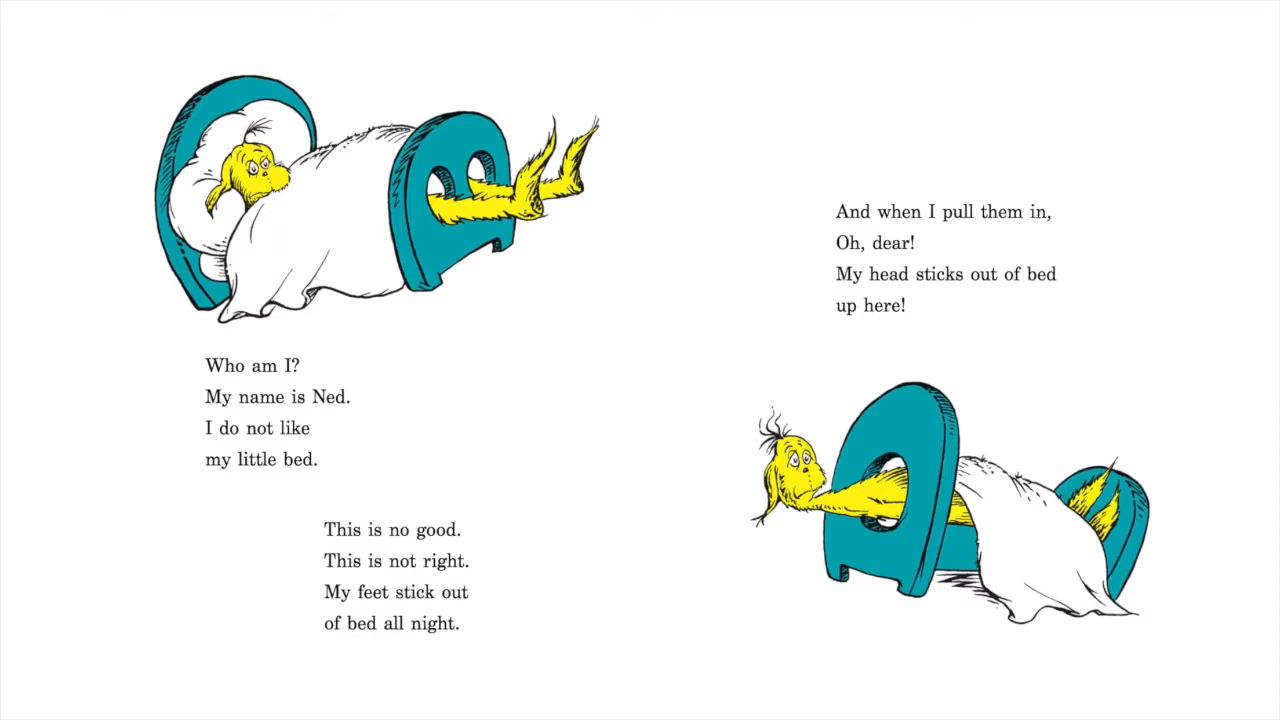 Who am I?
My name is Ned.
I do not like
my little bed.
This is no good.
This is not right.
My feet stick out
of bed all night.
And when I pull them in,
Oh, dear!
My head sticks out of bed
up here!